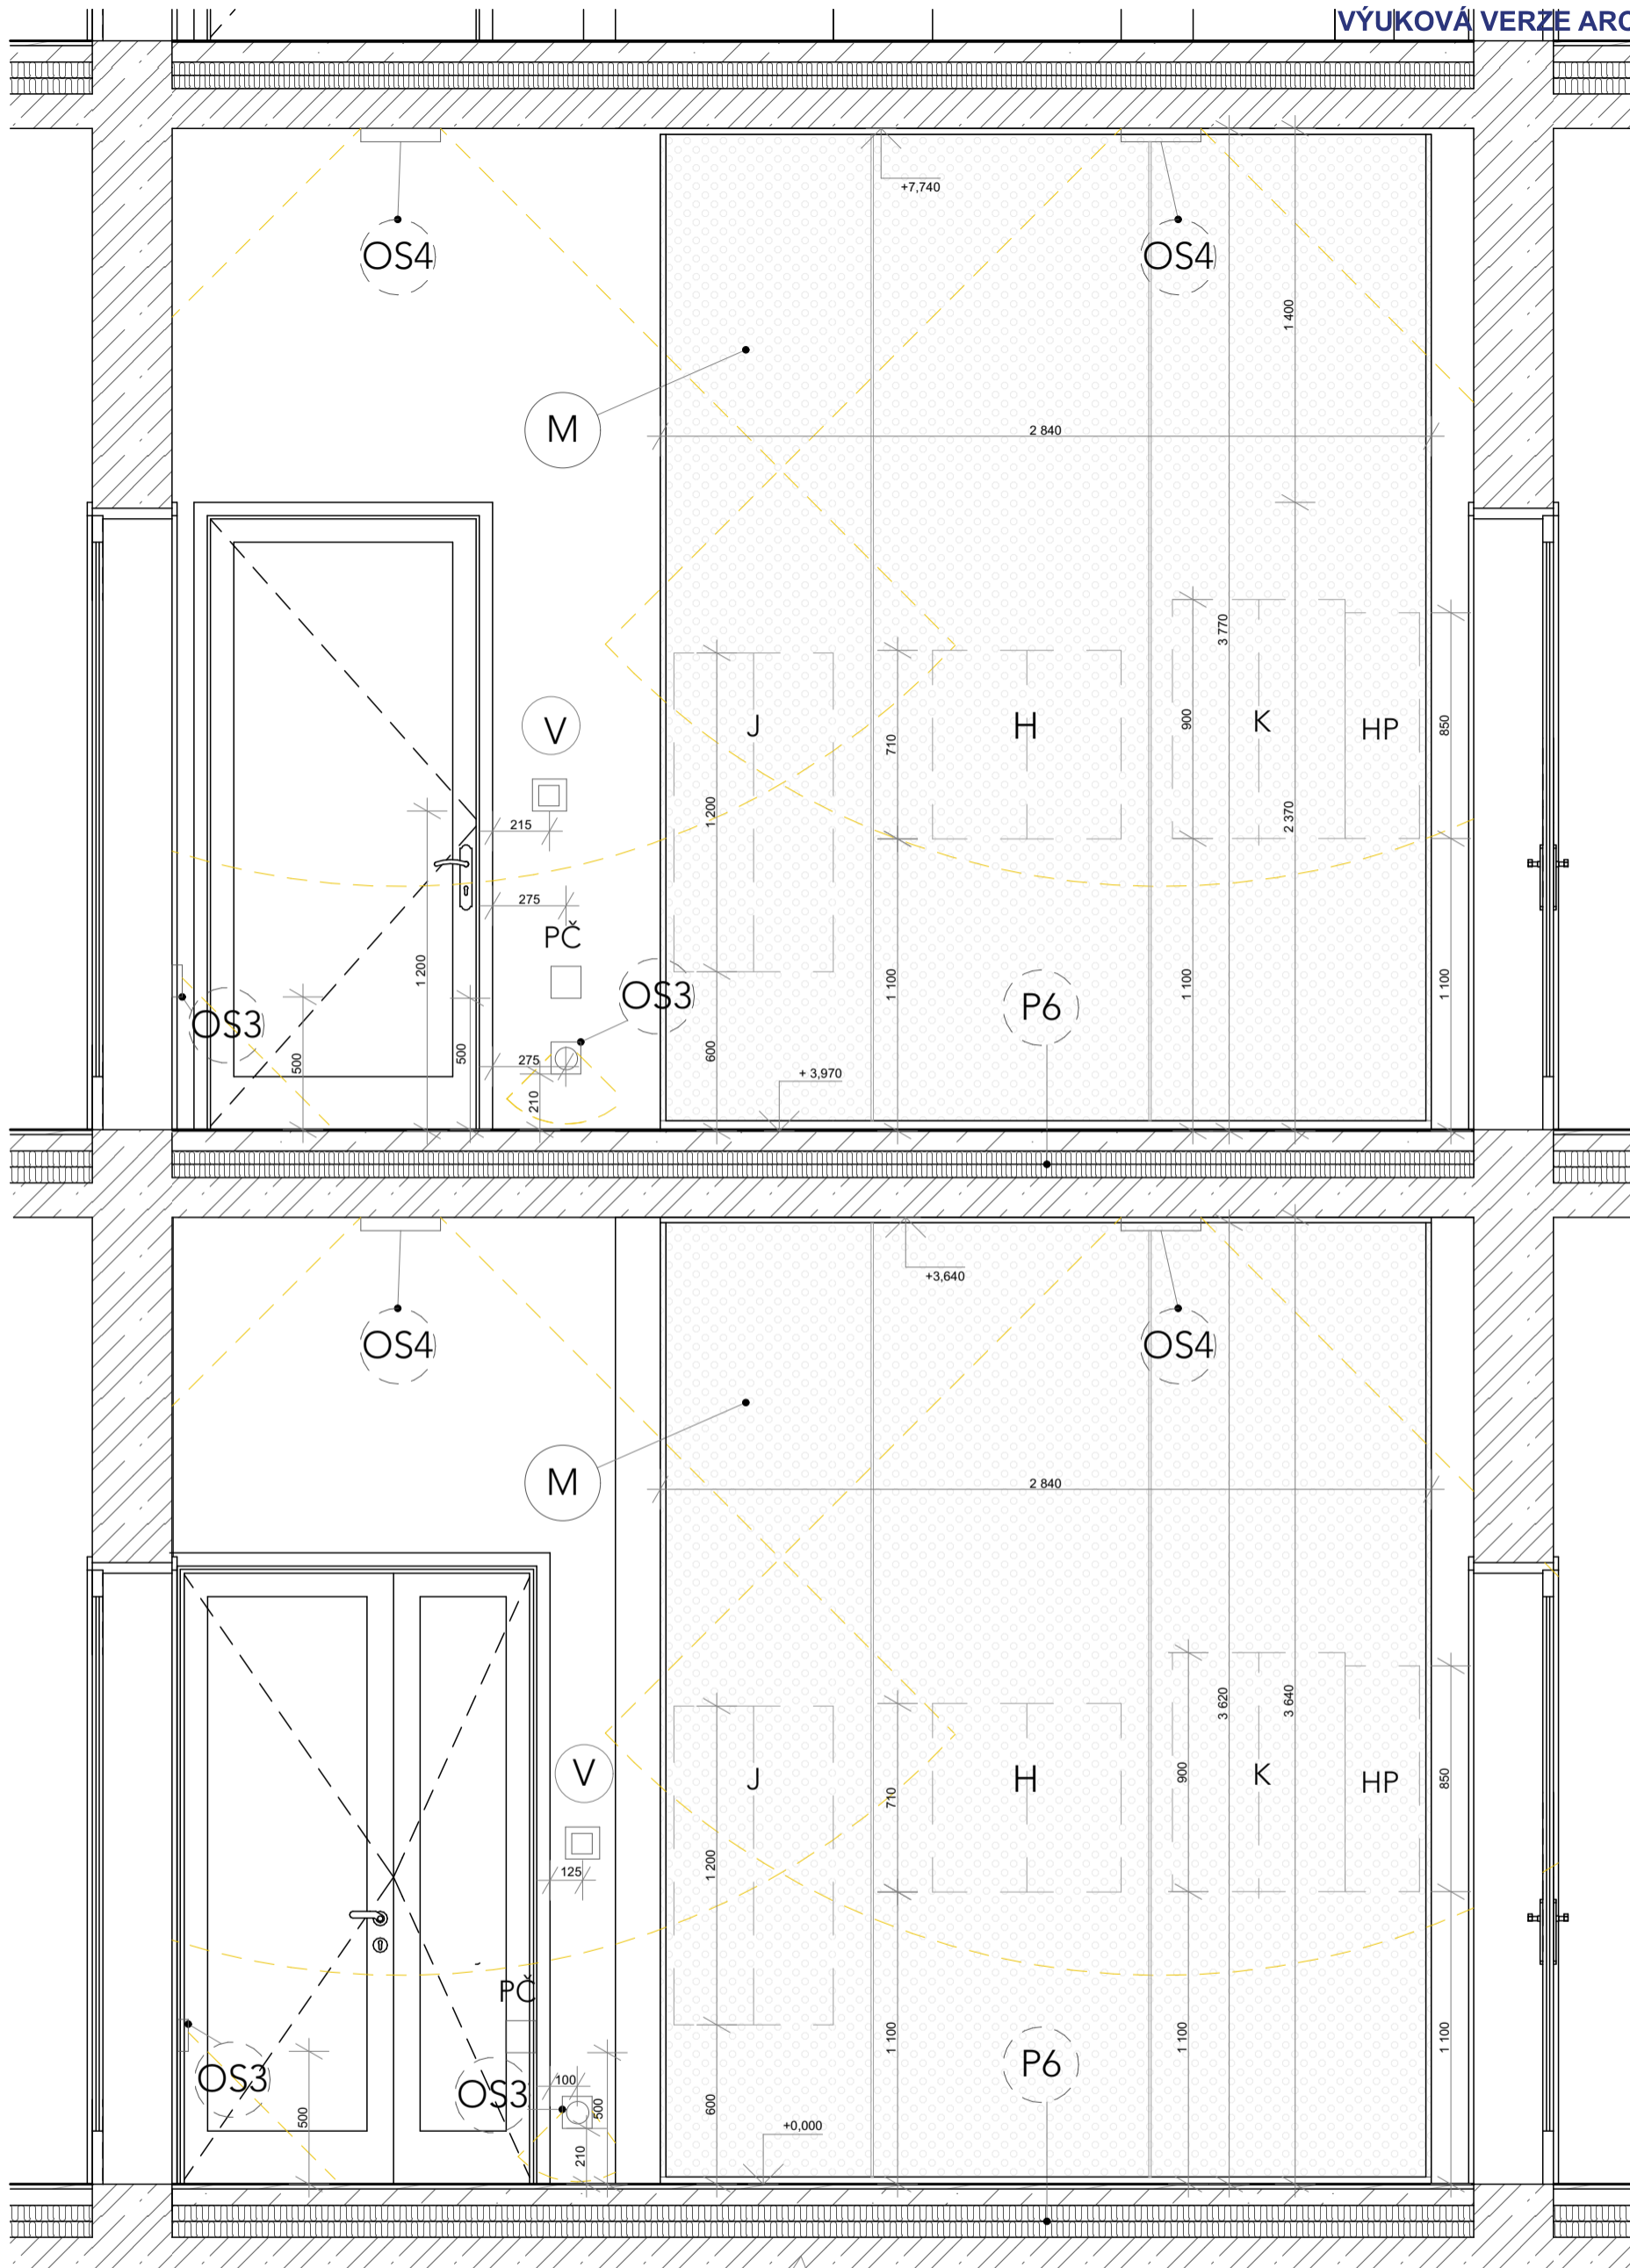 VÝUKOVÁ VERZE ARC
+7,740
OS4
OS4
1 400
M
2 840
3 770
V
J
H
900
K
HP
850
710
215
1 200
2 370
275
PČ
1 200
OS3
OS3
P6
1 100
1 100
1 100
500
500
275
210
600
+ 3,970
+3,640
OS4
OS4
M
2 840
3 620
3 640
V
J
H
900
K
HP
850
710
125
1 200
PČ
OS3
OS3
100
500
500
210
600
1 100
P6
1 100
1 100
+0,000